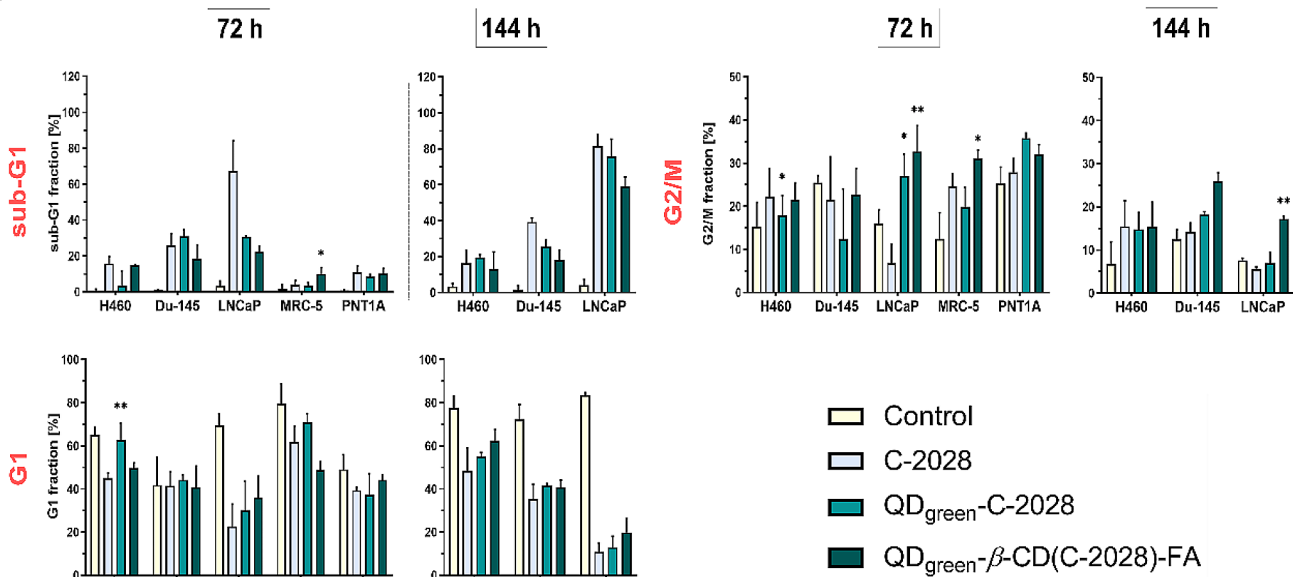 72 h
144 h
72 h
144 h
sub-G1
sub-G1 fraction [%]
120
100
80
60
40
20
0
H460 Du-145 LNCaP MRC-5 PNT1A
*
120
100
80
60
40
20
0
H460 Du-145 LNCaP
G2/M
G2/M fraction [%]
50
40
30
20
10
0
* * ** *
H460 Du-145 LNCaP MRC-5 PNT1A
50
40
30
20
10
0
**
H460 Du-145 LNCaP
G1
G1 fraction [%]
100
80
60
40
20
0
**
100
80
60
40
20
0
Control
C-2028
QDgreen-C-2028
QDgreen-β-CD(C-2028)-FA